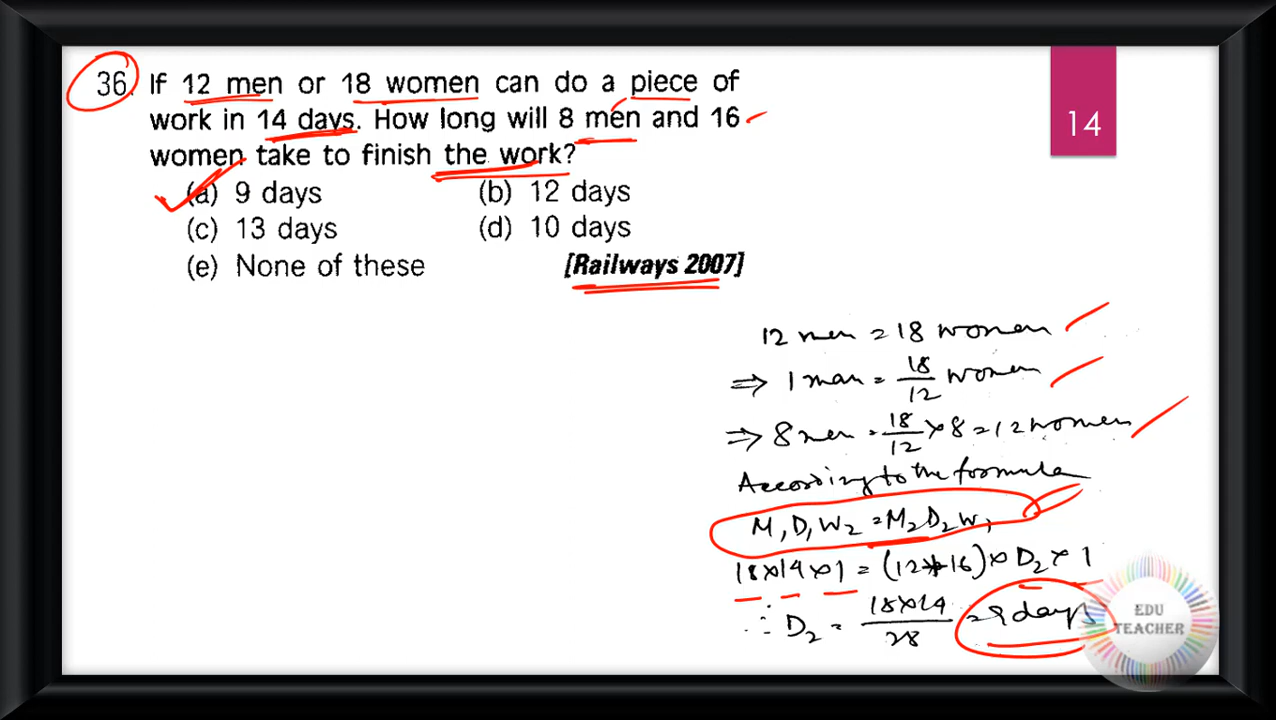 36. If 12 men or 18 women can do a piece of
work in 14 days. How long will 8 men and 16
women take to finish the work?
(a) 9 days (b) 12 days
(c) 13 days (d) 10 days
(e) None of these [Railways 2007]
14
12 men = 18 women
⇒ 1 man = 18/12 women
⇒ 8 men = 18/12 × 8 = 12 women
According to the formula
M₁D₁W₂ = M₂D₂W₁
18×14×1 = (12+16)×D₂×1
∴ D₂ = 18×14/28 = 9 days
EDU
TEACHER